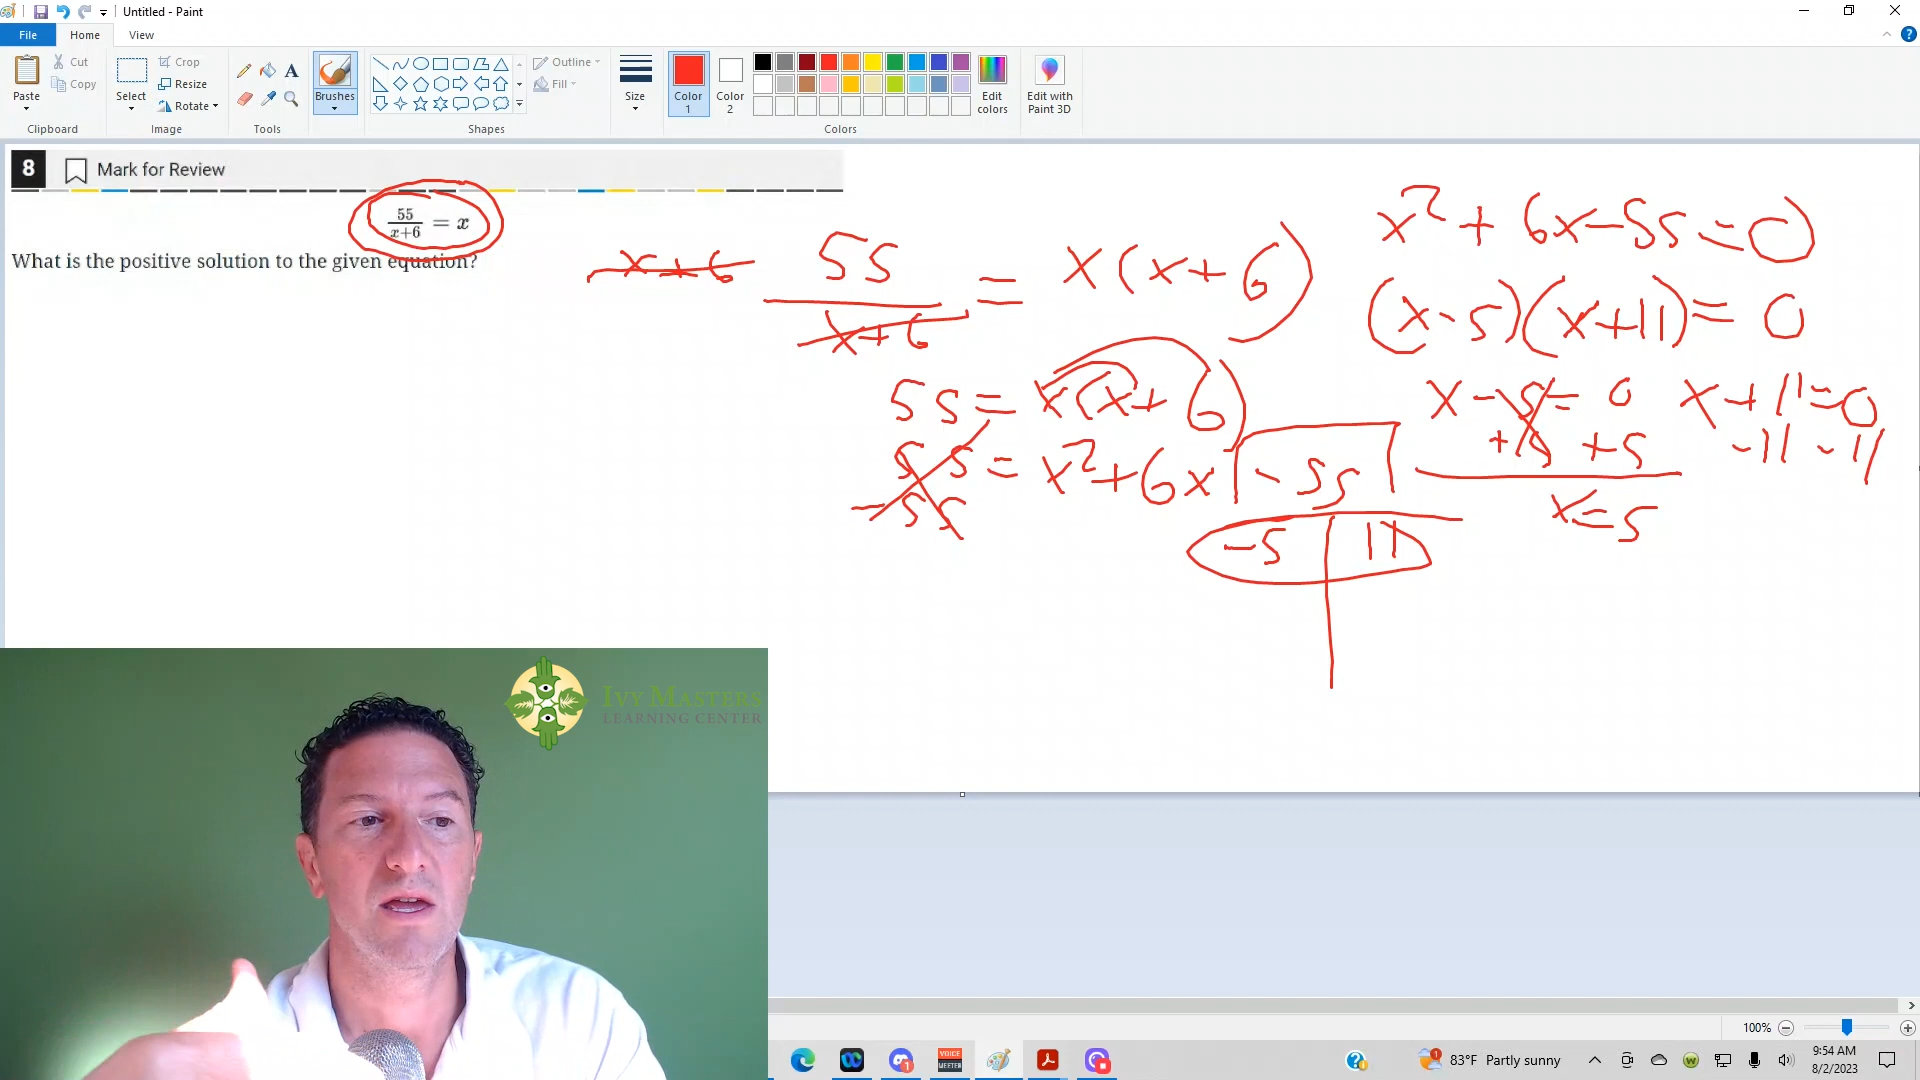 Untitled - Paint
File Home View
Paste
Cut
Copy
Clipboard
Select
Crop
Resize
Rotate
Image
A
Tools
Brushes
Shapes
Outline
Fill
Size
Color 1
Color 2
Colors
Edit colors
Edit with Paint 3D
8 Mark for Review
55/x+6 = x
What is the positive solution to the given equation?
x+6 55/x+6 = x(x+6)
55 = x(x+6)
55 = x²+6x - 55
-55
-5 11
x² + 6x - 55 = 0
(x-5)(x+11) = 0
x - 5 = 0 x + 11 = 0
+5 +5 -11 -11
x = 5
IVY MASTERS
LEARNING CENTER
100%
VOICE
MEETER
83°F Partly sunny
9:54 AM
8/2/2023